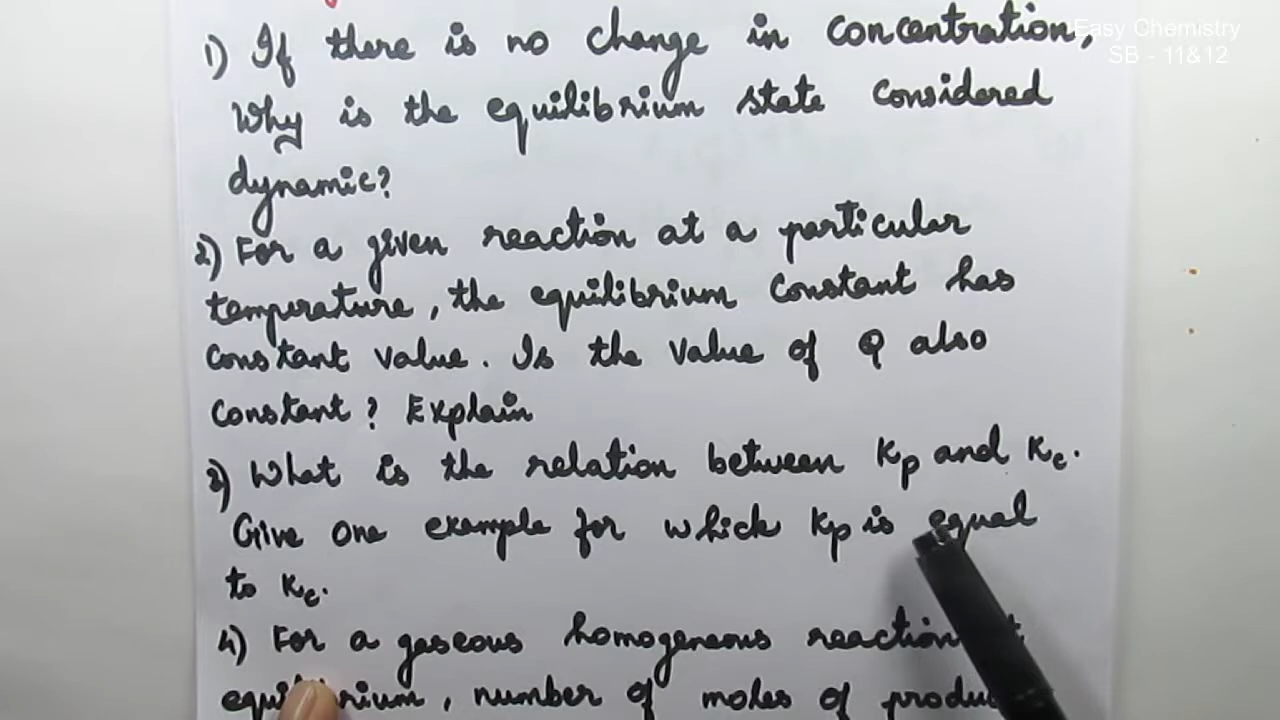 Easy Chemistry
SB - 11&12
1) If there is no change in concentration,
Why is the equilibrium state considered
dynamic?
2) For a given reaction at a particular
temperature, the equilibrium constant has
constant value. Is the value of Q also
constant? Explain
3) What is the relation between Kp and Kc.
Give one example for which Kp is equal
to Kc.
4) For a gaseous homogeneous reaction
equilibrium, number of moles of